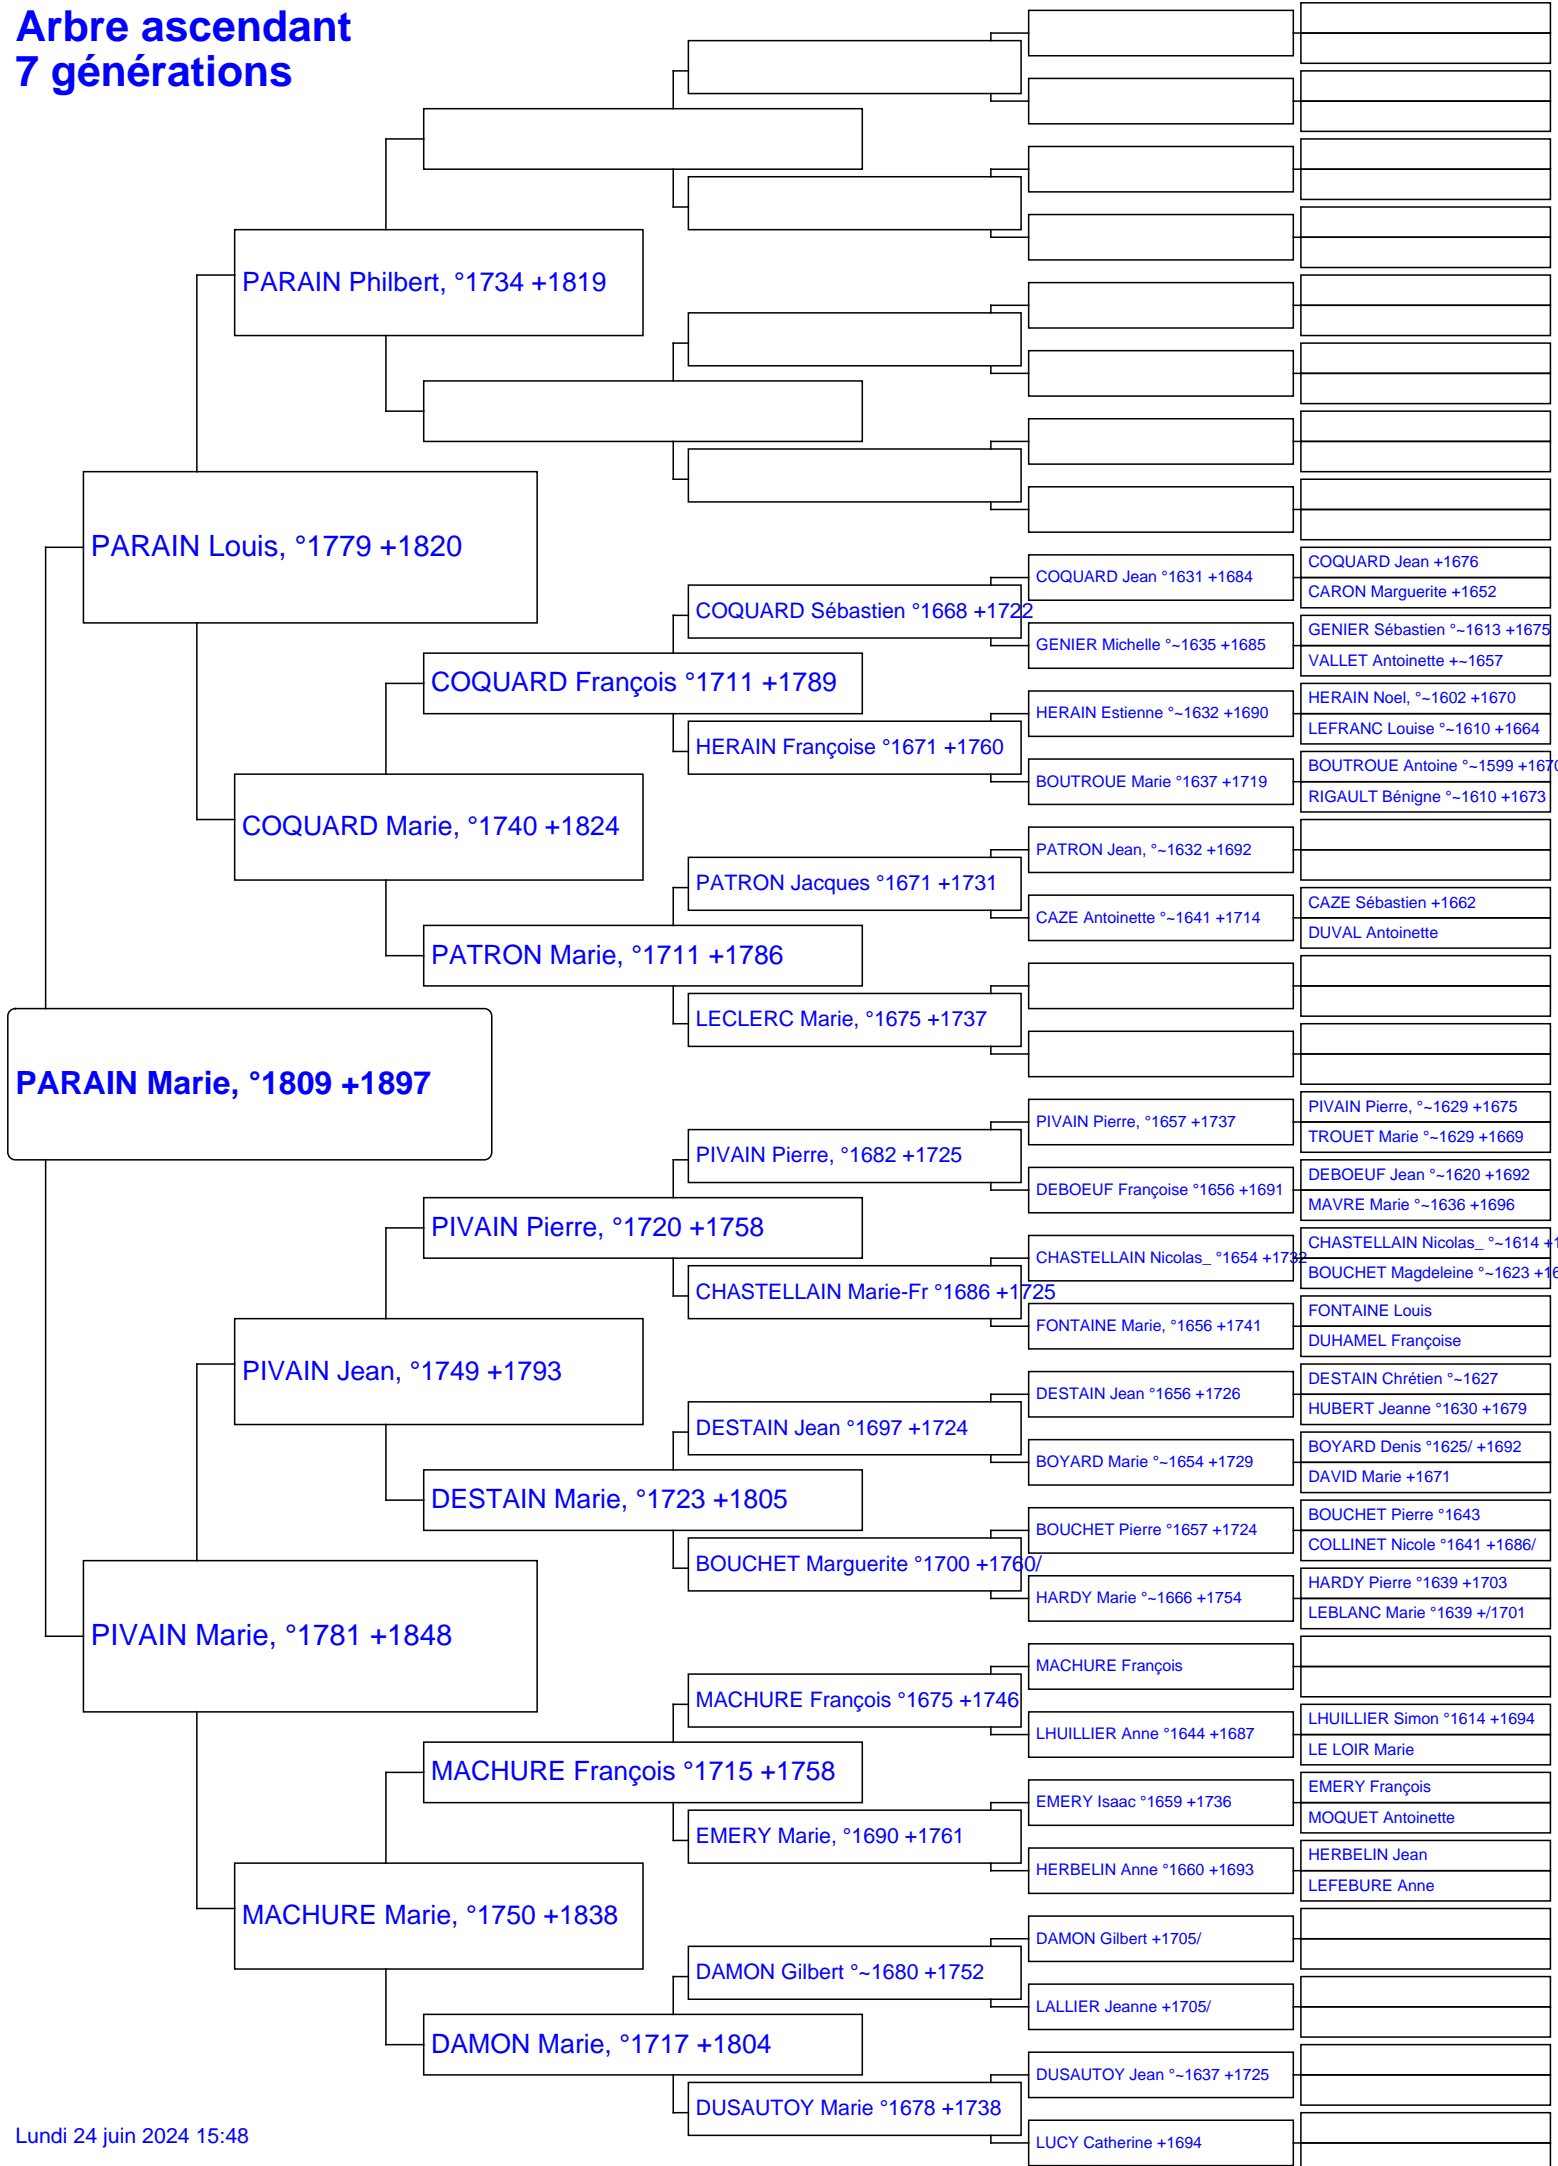 Arbre ascendant
7 générations
PARAIN Philbert, °1734 +1819
PARAIN Louis, °1779 +1820
COQUARD Jean +1676
COQUARD Jean °1631 +1684
CARON Marguerite +1652
COQUARD Sébastien °1668 +1722
GENIER Sébastien °~1613 +1675
GENIER Michelle °~1635 +1685
VALLET Antoinette +~1657
COQUARD François °1711 +1789
HERAIN Noel, °~1602 +1670
HERAIN Estienne °~1632 +1690
LEFRANC Louise °~1610 +1664
HERAIN Françoise °1671 +1760
BOUTROUE Antoine °~1599 +1670
BOUTROUE Marie °1637 +1719
RIGAULT Bénigne °~1610 +1673
COQUARD Marie, °1740 +1824
PATRON Jean, °~1632 +1692
PATRON Jacques °1671 +1731
CAZE Sébastien +1662
CAZE Antoinette °~1641 +1714
DUVAL Antoinette
PATRON Marie, °1711 +1786
LECLERC Marie, °1675 +1737
PARAIN Marie, °1809 +1897
PIVAIN Pierre, °~1629 +1675
PIVAIN Pierre, °1657 +1737
TROUET Marie °~1629 +1669
PIVAIN Pierre, °1682 +1725
DEBOEUF Jean °~1620 +1692
DEBOEUF Françoise °1656 +1691
MAVRE Marie °~1636 +1696
PIVAIN Pierre, °1720 +1758
CHASTELLAIN Nicolas_ °~1614 +1
CHASTELLAIN Nicolas_ °1654 +1732
BOUCHET Magdeleine °~1623 +16
CHASTELLAIN Marie-Fr °1686 +1725
FONTAINE Louis
FONTAINE Marie, °1656 +1741
DUHAMEL Françoise
PIVAIN Jean, °1749 +1793
DESTAIN Chrétien °~1627
DESTAIN Jean °1656 +1726
HUBERT Jeanne °1630 +1679
DESTAIN Jean °1697 +1724
BOYARD Denis °1625/ +1692
BOYARD Marie °~1654 +1729
DAVID Marie +1671
DESTAIN Marie, °1723 +1805
BOUCHET Pierre °1643
BOUCHET Pierre °1657 +1724
COLLINET Nicole °1641 +1686/
BOUCHET Marguerite °1700 +1760/
HARDY Pierre °1639 +1703
HARDY Marie °~1666 +1754
LEBLANC Marie °1639 +/1701
PIVAIN Marie, °1781 +1848
MACHURE François
MACHURE François °1675 +1746
LHUILLIER Simon °1614 +1694
LHUILLIER Anne °1644 +1687
LE LOIR Marie
MACHURE François °1715 +1758
EMERY François
EMERY Isaac °1659 +1736
MOQUET Antoinette
EMERY Marie, °1690 +1761
HERBELIN Jean
HERBELIN Anne °1660 +1693
LEFEBURE Anne
MACHURE Marie, °1750 +1838
DAMON Gilbert +1705/
DAMON Gilbert °~1680 +1752
LALLIER Jeanne +1705/
DAMON Marie, °1717 +1804
DUSAUTOY Jean °~1637 +1725
DUSAUTOY Marie °1678 +1738
LUCY Catherine +1694
Lundi 24 juin 2024 15:48